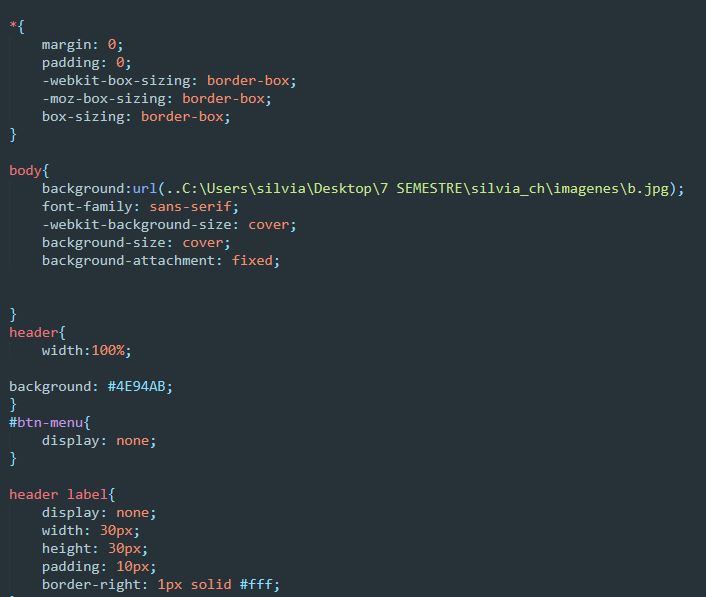 *{
    margin: 0;
    padding: 0;
    -webkit-box-sizing: border-box;
    -moz-box-sizing: border-box;
    box-sizing: border-box;
}

body{
    background:url(..C:\Users\silvia\Desktop\7 SEMESTRE\silvia_ch\imagenes\b.jpg);
    font-family: sans-serif;
    -webkit-background-size: cover;
    background-size: cover;
    background-attachment: fixed;


}
header{
    width:100%;

background: #4E94AB;
}
#btn-menu{
    display: none;
}

header label{
    display: none;
    width: 30px;
    height: 30px;
    padding: 10px;
    border-right: 1px solid #fff;